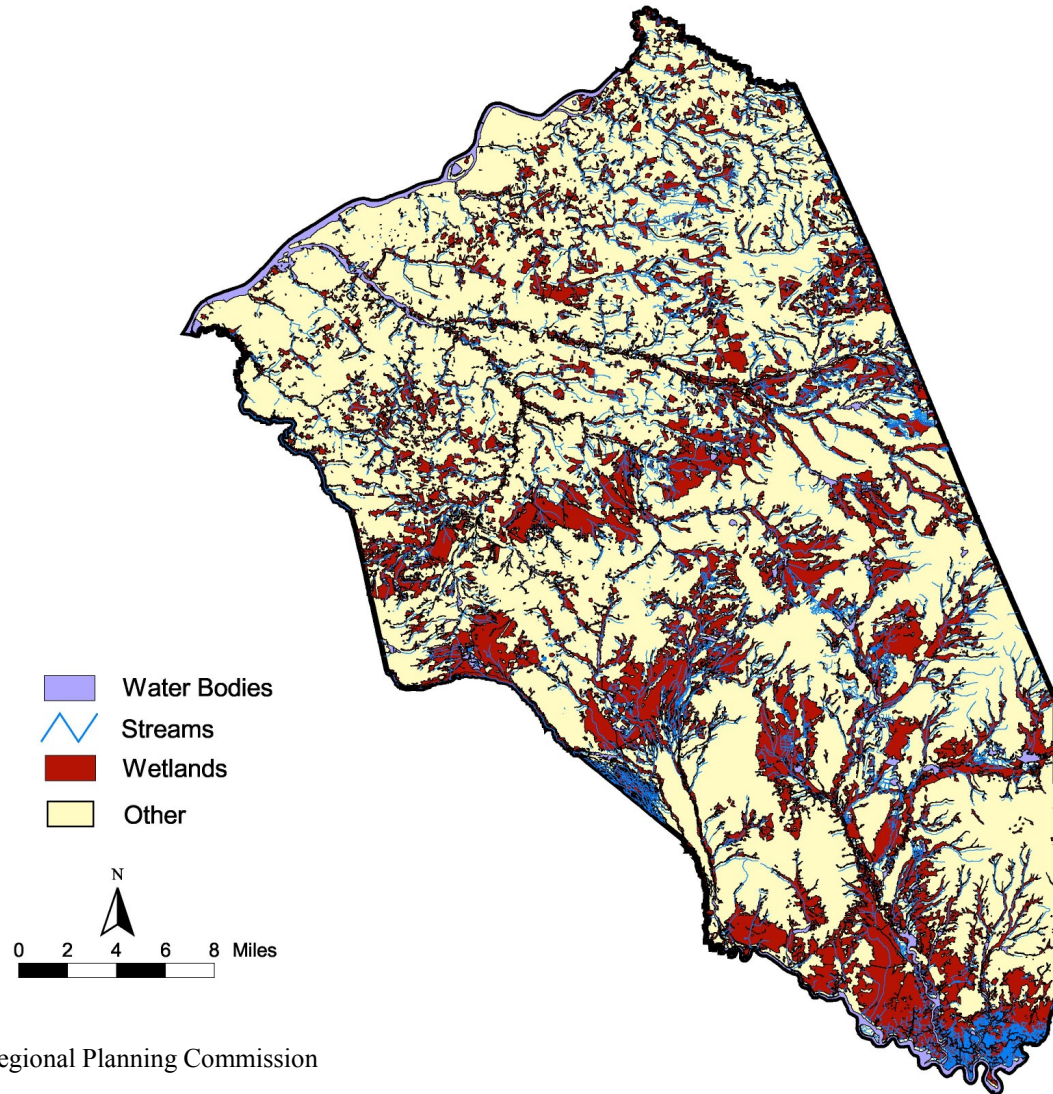 Water Bodies
Streams
Wetlands
Other
N
0 2 4 6 8 Miles
egional Planning Commission